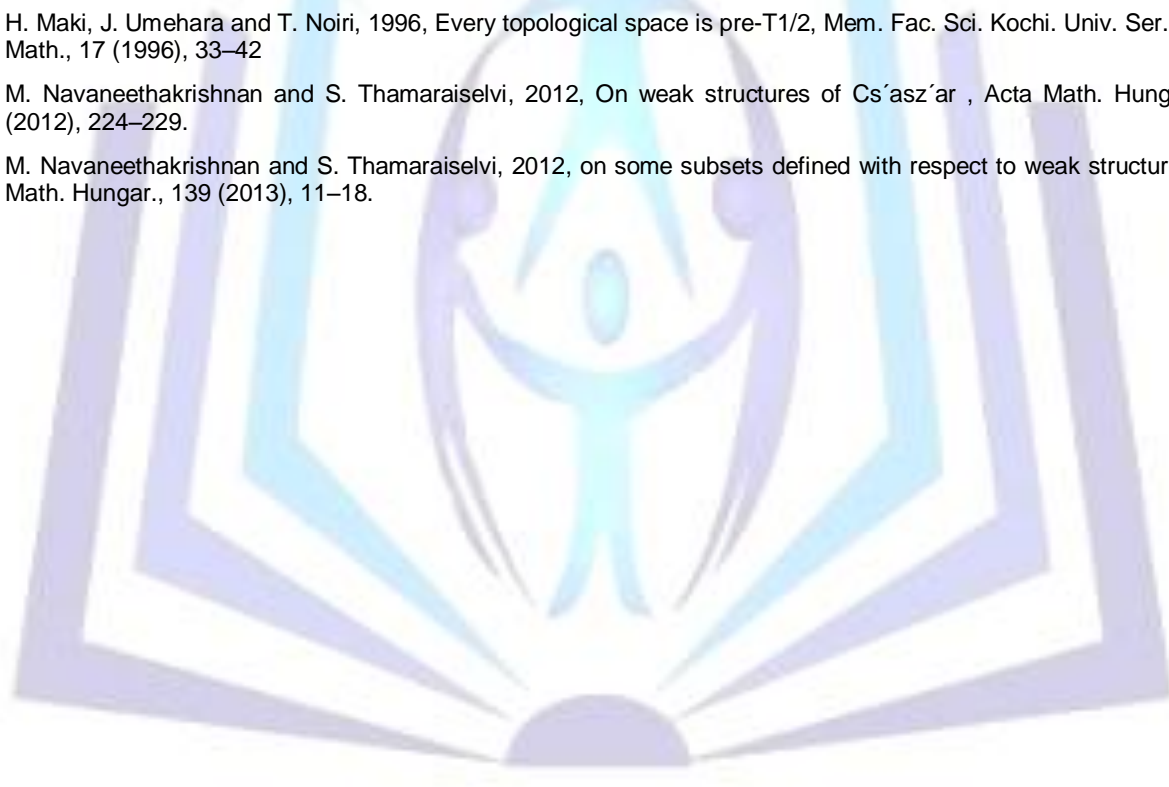 H. Maki, J. Umehara and T. Noiri, 1996, Every topological space is pre-T1/2, Mem. Fac. Sci. Kochi. Univ. Ser.
Math., 17 (1996), 33–42
M. Navaneethakrishnan and S. Thamaraiselvi, 2012, On weak structures of Cs´asz´ar , Acta Math. Hung
(2012), 224–229.
M. Navaneethakrishnan and S. Thamaraiselvi, 2012, on some subsets defined with respect to weak structur
Math. Hungar., 139 (2013), 11–18.